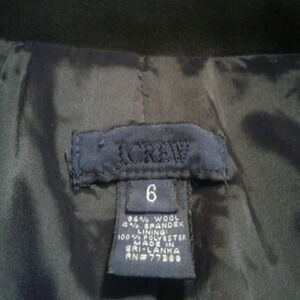 J.CREW
6
96% WOOL
4% SPANDEX
LINING
100% POLYESTER
MADE IN
SRI-LANKA
RN#77388